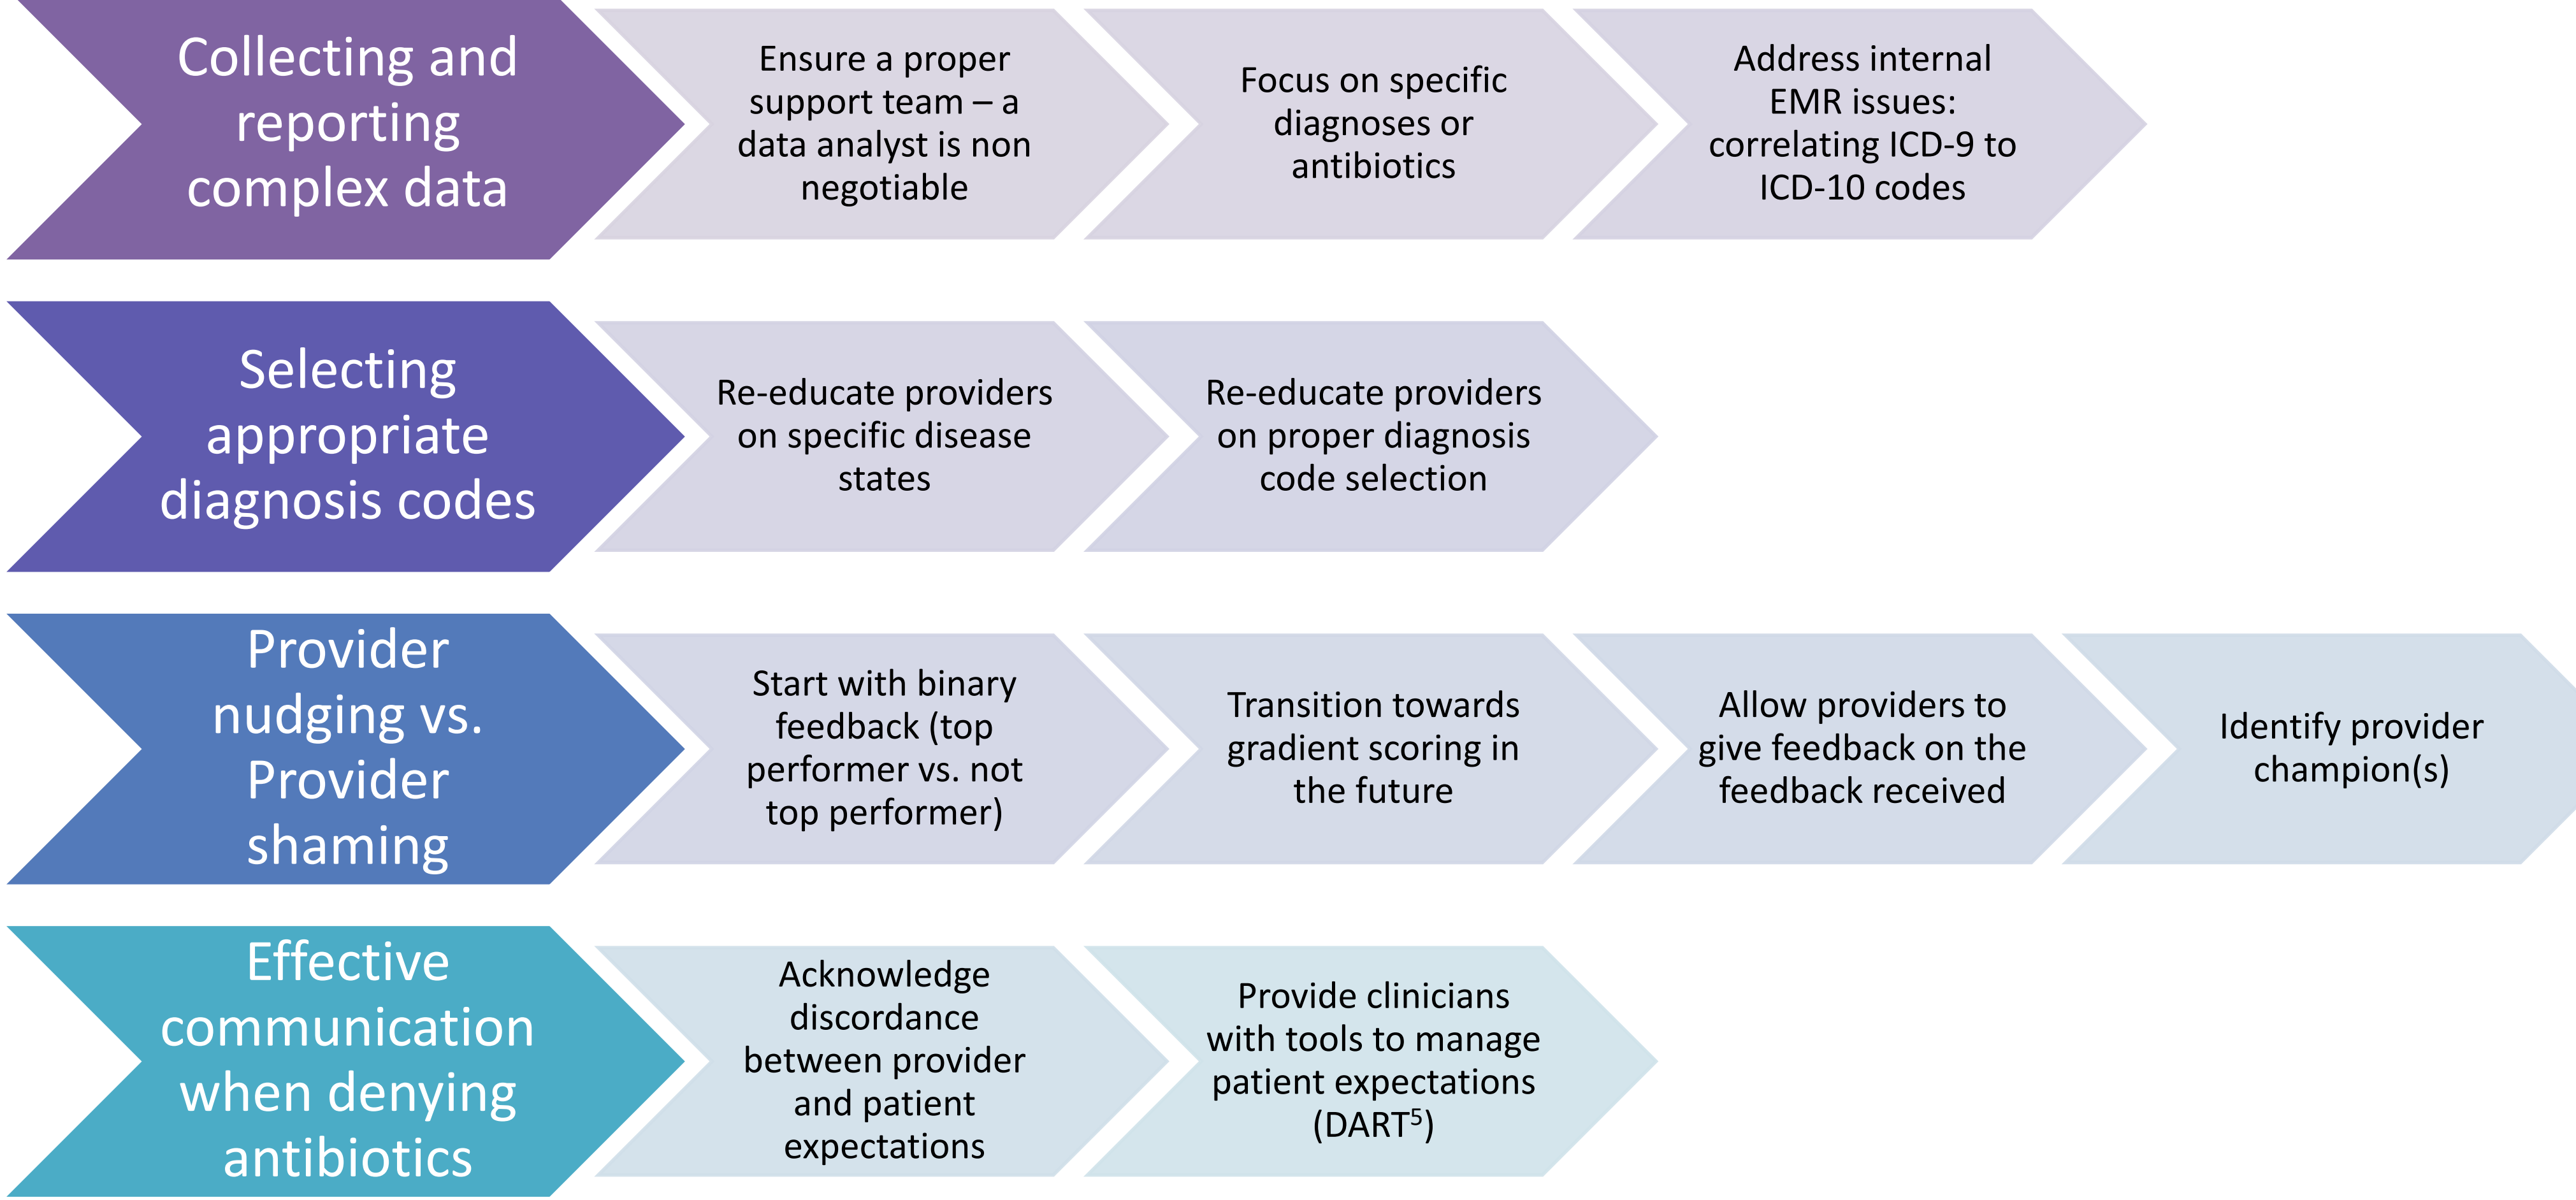 Collecting and
reporting
complex data
Ensure a proper
support team – a
data analyst is non
negotiable
Focus on specific
diagnoses or
antibiotics
Address internal
EMR issues:
correlating ICD-9 to
ICD-10 codes
Selecting
appropriate
diagnosis codes
Re-educate providers
on specific disease
states
Re-educate providers
on proper diagnosis
code selection
Provider
nudging vs.
Provider
shaming
Start with binary
feedback (top
performer vs. not
top performer)
Transition towards
gradient scoring in
the future
Allow providers to
give feedback on the
feedback received
Identify provider
champion(s)
Effective
communication
when denying
antibiotics
Acknowledge
discordance
between provider
and patient
expectations
Provide clinicians
with tools to manage
patient expectations
(DART⁵)